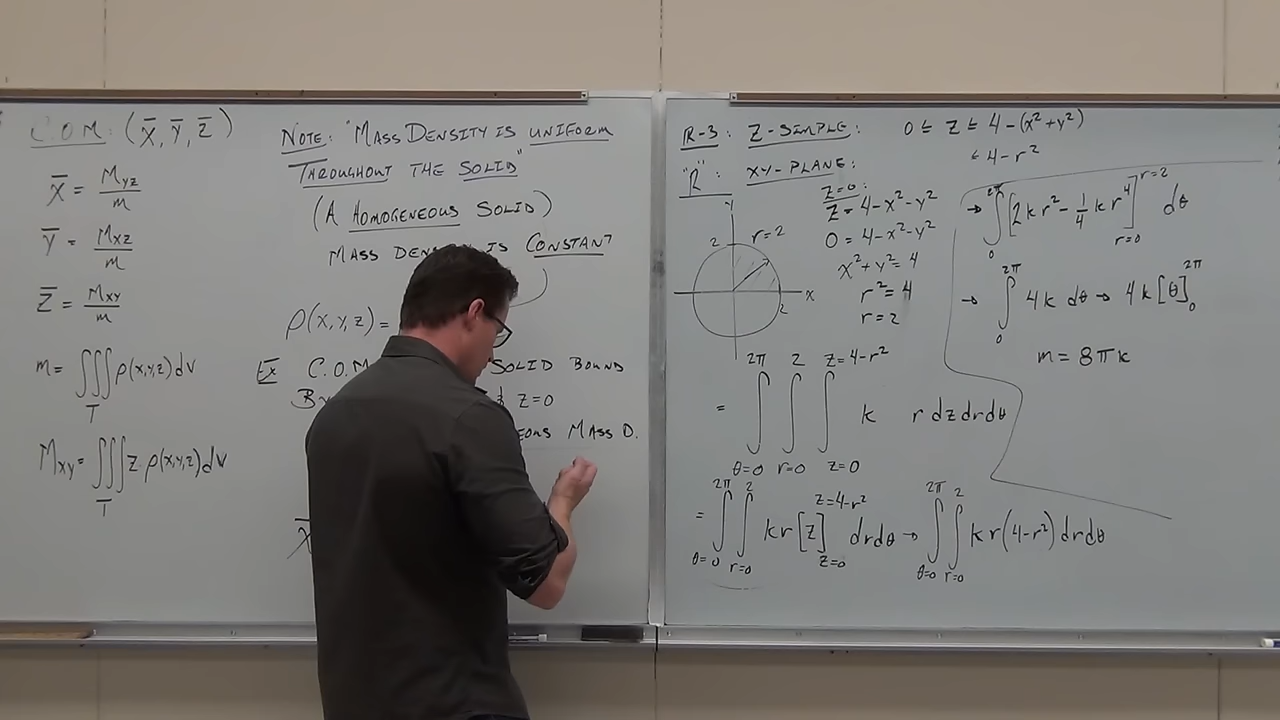 C.O.M: (x̄, ȳ, z̄)
x̄ = Myz/m
ȳ = Mxz/m
z̄ = Mxy/m
m = ∭_T ρ(x,y,z) dV
Mxy = ∭_T z ρ(x,y,z) dV
NOTE: "MASS DENSITY IS UNIFORM
THROUGHOUT THE SOLID"
(A HOMOGENEOUS SOLID)
MASS DENSITY IS CONSTANT
ρ(x,y,z) =
EX C.O.M SOLID BOUND
By z=0
MASS D.
x̄
R-3: Z-SIMPLE: 0 ≤ z ≤ 4-(x²+y²)
≤ 4-r²
"R" XY-PLANE:
z=0:
z=4-x²-y²
0=4-x²-y²
x²+y²=4
r²=4
r=2
y
2 r=2
x
2
= ∫_{θ=0}^{2π} ∫_{r=0}^{2} ∫_{z=0}^{z=4-r²} k r dz dr dθ
= ∫_{θ=0}^{2π} ∫_{r=0}^{2} kr[z]_{z=0}^{z=4-r²} dr dθ → ∫_{θ=0}^{2π} ∫_{r=0}^{2} kr(4-r²) dr dθ
→ ∫_0^{2π} [2kr² - ¼kr⁴]_{r=0}^{r=2} dθ
→ ∫_0^{2π} 4k dθ → 4k[θ]_0^{2π}
m = 8πk